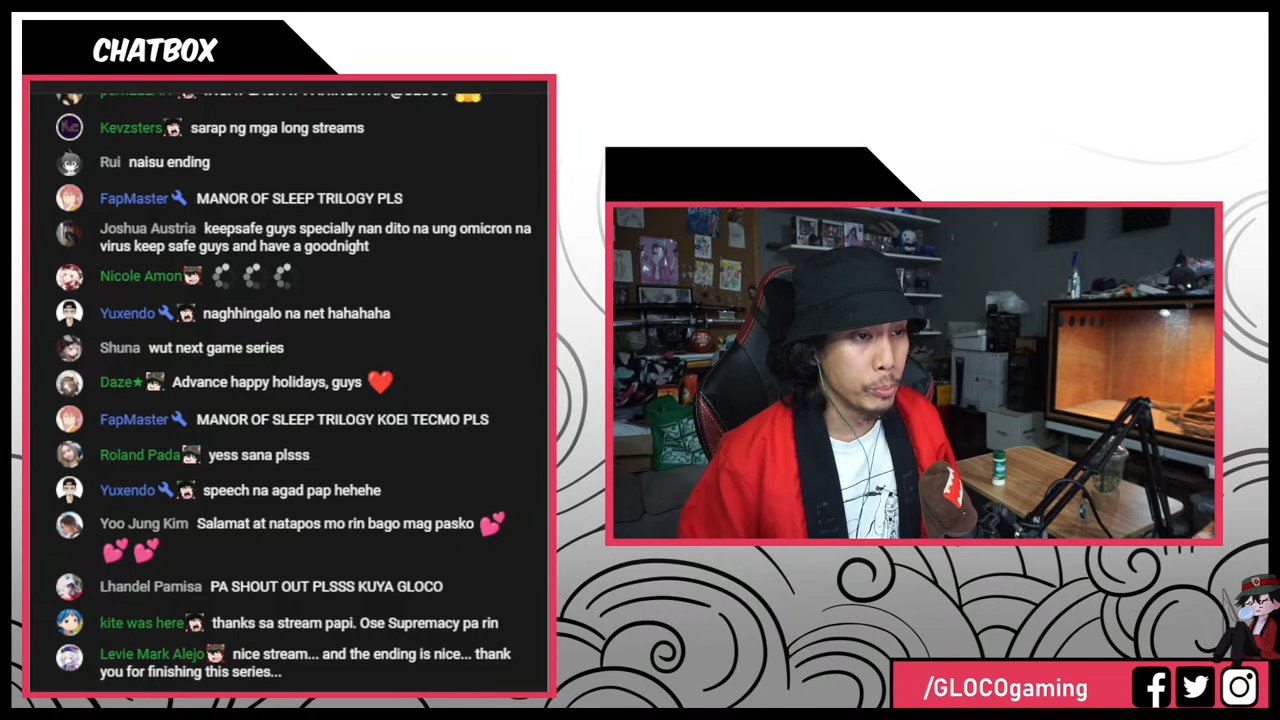 CHATBOX
Kevzsters sarap ng mga long streams
Rui naisu ending
FapMaster MANOR OF SLEEP TRILOGY PLS
Joshua Austria keepsafe guys specially nan dito na ung omicron na
virus keep safe guys and have a goodnight
Nicole Amon
Yuxendo naghhingalo na net hahahaha
Shuna wut next game series
Daze★ Advance happy holidays, guys ❤️
FapMaster MANOR OF SLEEP TRILOGY KOEI TECMO PLS
Roland Pada yess sana plsss
Yuxendo speech na agad pap hehehe
Yoo Jung Kim Salamat at natapos mo rin bago mag pasko 💕
💕 💕
Lhandel Pamisa PA SHOUT OUT PLSSS KUYA GLOCO
kite was here thanks sa stream papi. Ose Supremacy pa rin
Levie Mark Alejo nice stream... and the ending is nice... thank
you for finishing this series...
/GLOCOgaming